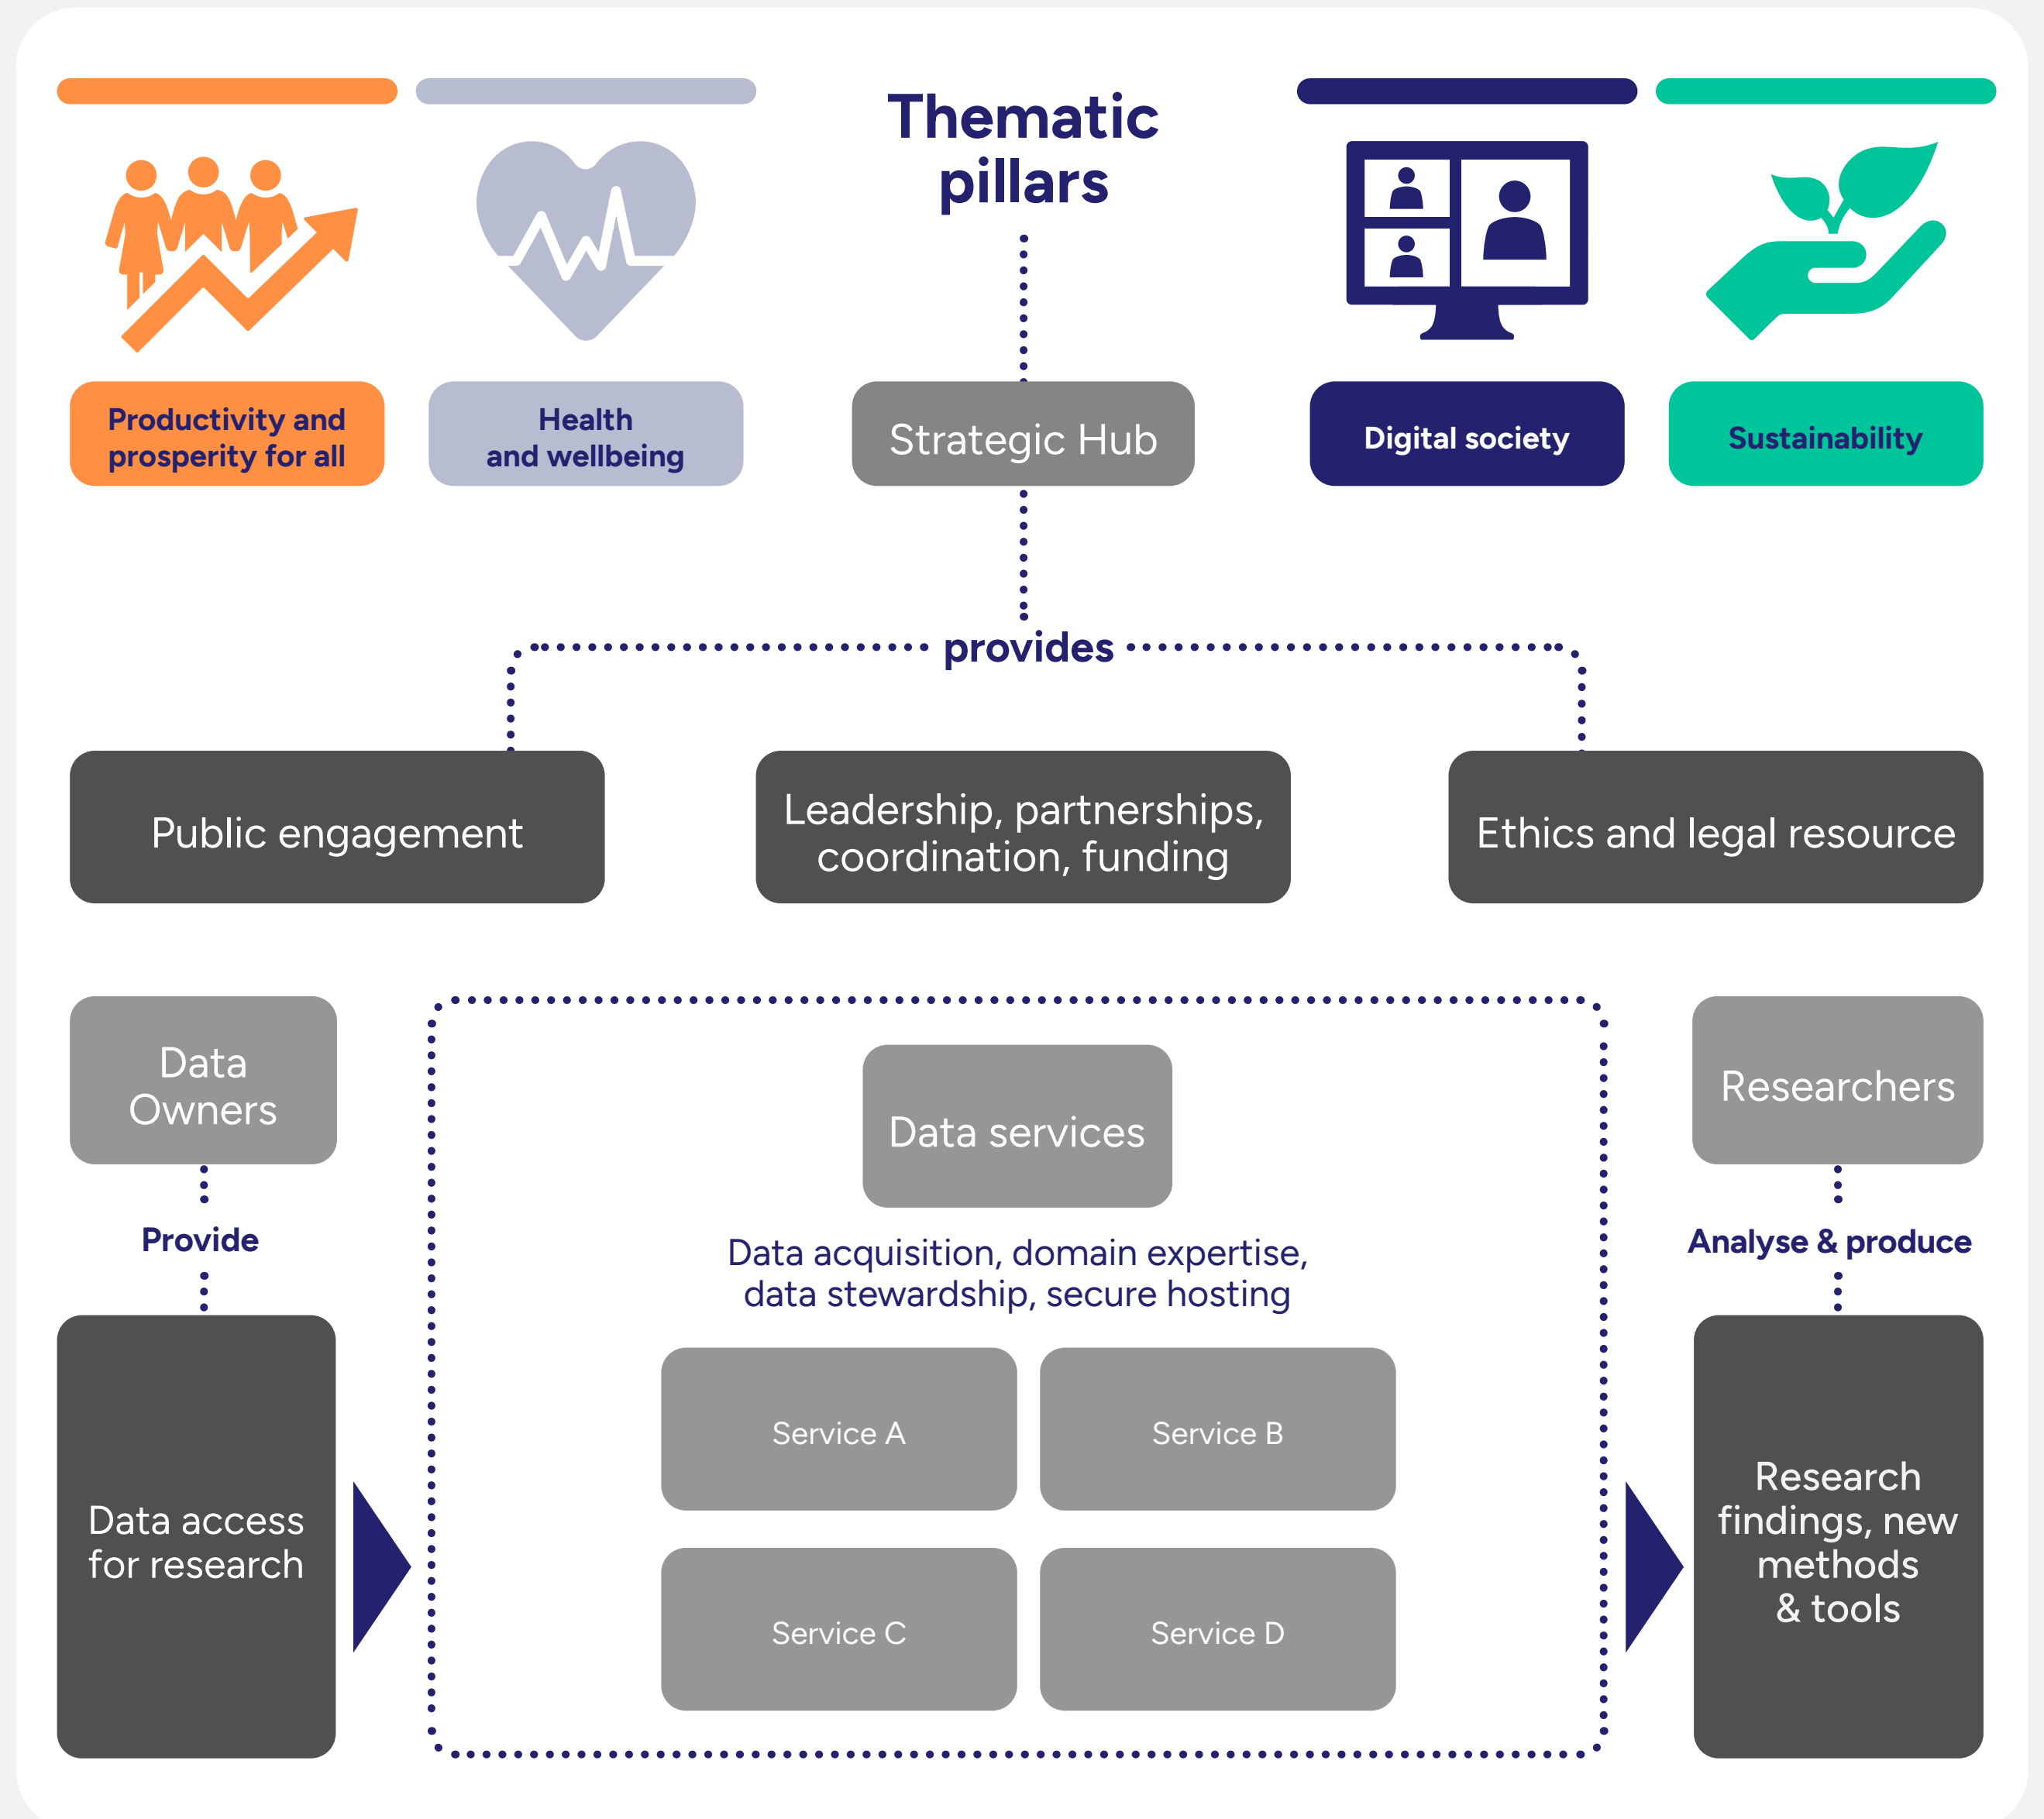 Thematic
pillars
Productivity and
prosperity for all
Health
and wellbeing
Strategic Hub
Digital society
Sustainability
provides
Public engagement
Leadership, partnerships,
coordination, funding
Ethics and legal resource
Data
Owners
Provide
Data access
for research
Data services
Data acquisition, domain expertise,
data stewardship, secure hosting
Service A
Service B
Service C
Service D
Researchers
Analyse & produce
Research
findings, new
methods
& tools